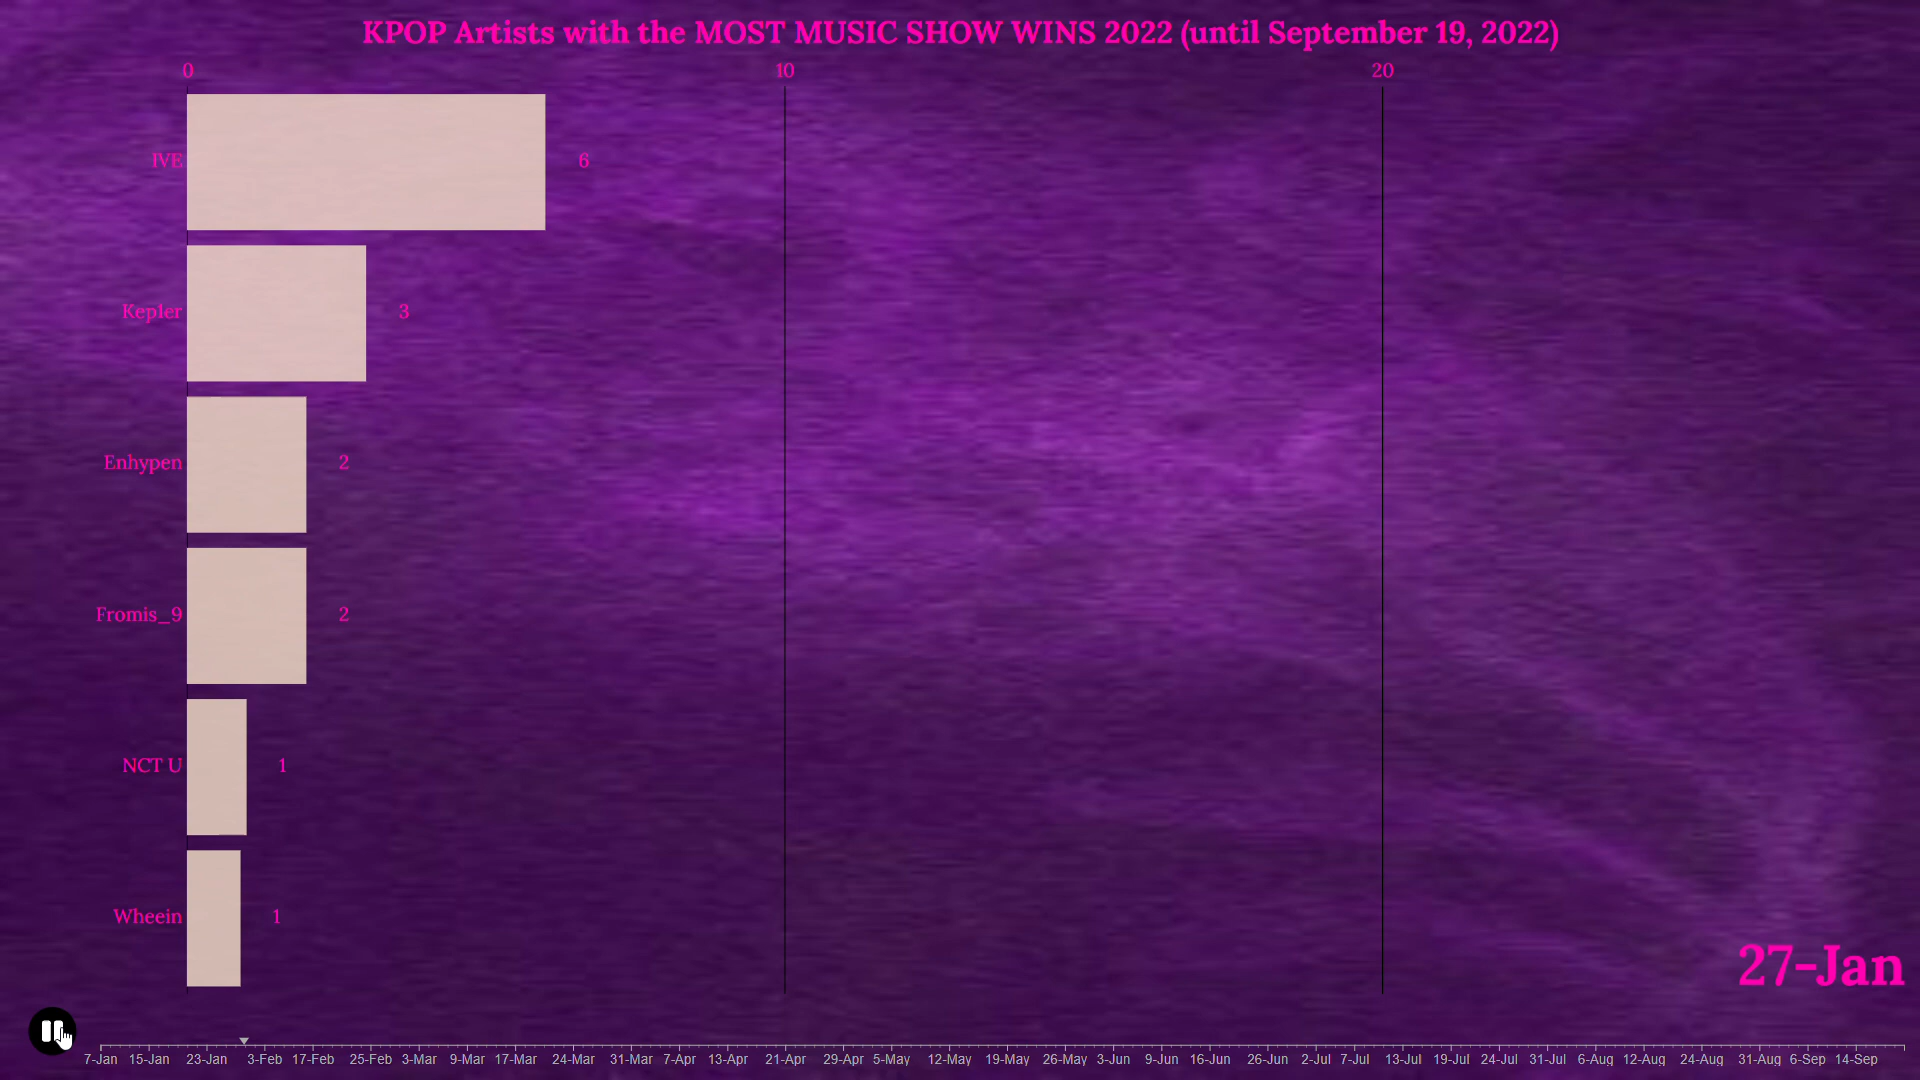 KPOP Artists with the MOST MUSIC SHOW WINS 2022 (until September 19, 2022)
0 10 20
IVE 6
Kepler 3
Enhypen 2
Fromis_9 2
NCT U 1
Wheein 1
27-Jan
7-Jan 15-Jan 23-Jan 3-Feb 17-Feb 25-Feb 3-Mar 9-Mar 17-Mar 24-Mar 31-Mar 7-Apr 13-Apr 21-Apr 29-Apr 5-May 12-May 19-May 26-May 3-Jun 9-Jun 16-Jun 26-Jun 2-Jul 7-Jul 13-Jul 19-Jul 24-Jul 31-Jul 6-Aug 12-Aug 24-Aug 31-Aug 6-Sep 14-Sep